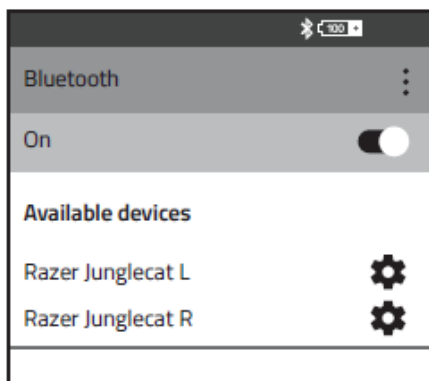 100 +
Bluetooth
On
Available devices
Razer Junglecat L
Razer Junglecat R